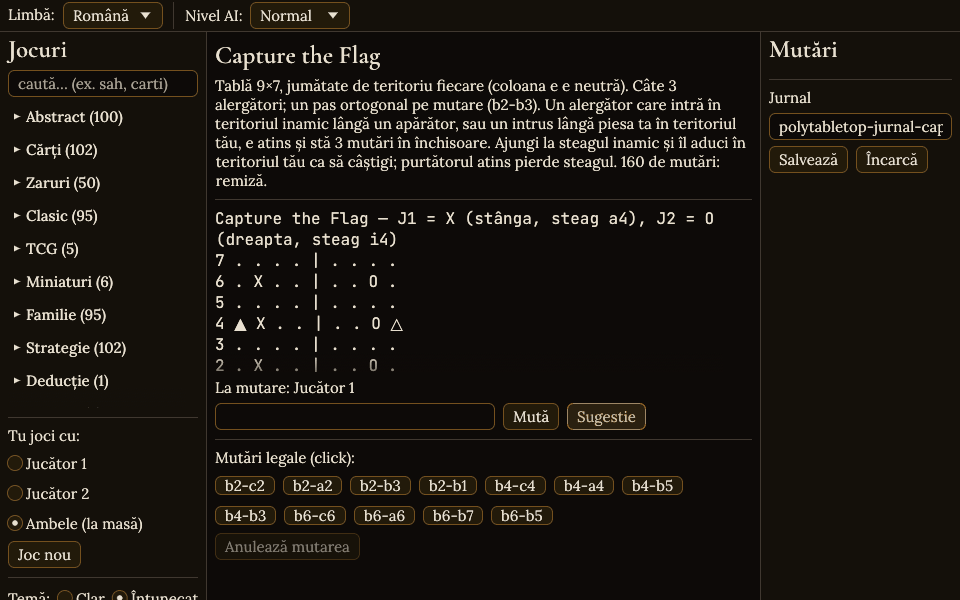 Limbă: Română ▼ Nivel AI: Normal ▼
Jocuri
caută... (ex. sah, carti)
▸ Abstract (100)
▸ Cărți (102)
▸ Zaruri (50)
▸ Clasic (95)
▸ TCG (5)
▸ Miniaturi (6)
▸ Familie (95)
▸ Strategie (102)
▸ Deducție (1)
Tu joci cu:
Jucător 1
Jucător 2
Ambele (la masă)
Joc nou
Temă: Clar Întunecat
Capture the Flag
Tablă 9×7, jumătate de teritoriu fiecare (coloana e e neutră). Câte 3
alergători; un pas ortogonal pe mutare (b2-b3). Un alergător care intră în
teritoriul inamic lângă un apărător, sau un intrus lângă piesa ta în teritoriul
tău, e atins și stă 3 mutări în închisoare. Ajungi la steagul inamic și îl aduci în
teritoriul tău ca să câștigi; purtătorul atins pierde steagul. 160 de mutări:
remiză.
Capture the Flag — J1 = X (stânga, steag a4), J2 = O
(dreapta, steag i4)
7 . . . . | . . . .
6 . X . . | . . O .
5 . . . . | . . . .
4 ▲ X . . | . . O △
3 . . . . | . . . .
2 . X . . | . . O .
La mutare: Jucător 1
Mută Sugestie
Mutări legale (click):
b2-c2 b2-a2 b2-b3 b2-b1 b4-c4 b4-a4 b4-b5
b4-b3 b6-c6 b6-a6 b6-b7 b6-b5
Anulează mutarea
Mutări
Jurnal
polytabletop-jurnal-cap
Salvează Încarcă